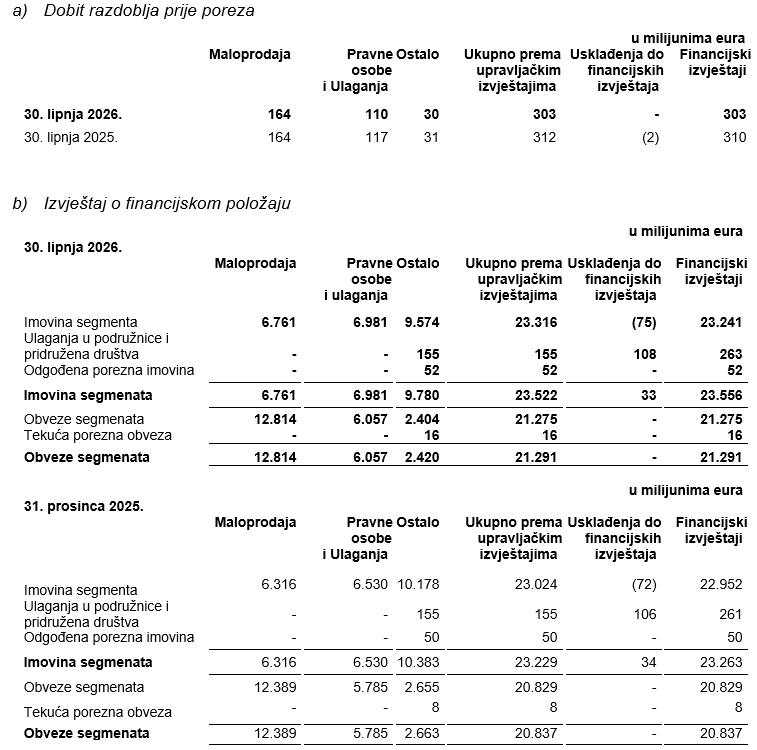 a) Dobit razdoblja prije poreza
u milijunima eura
Maloprodaja Pravne Ostalo Ukupno prema Usklađenja do Financijski
osobe upravljačkim financijskih izvještaji
i Ulaganja izvještajima izvještaja
30. lipnja 2026. 164 110 30 303 - 303
30. lipnja 2025. 164 117 31 312 (2) 310
b) Izvještaj o financijskom položaju
u milijunima eura
30. lipnja 2026.
Maloprodaja Pravne Ostalo Ukupno prema Usklađenja do Financijski
osobe upravljačkim financijskih izvještaji
i ulaganja izvještajima izvještaja
Imovina segmenta 6.761 6.981 9.574 23.316 (75) 23.241
Ulaganja u podružnice i
pridružena društva - - 155 155 108 263
Odgođena porezna imovina - - 52 52 - 52
Imovina segmenata 6.761 6.981 9.780 23.522 33 23.556
Obveze segmenata 12.814 6.057 2.404 21.275 - 21.275
Tekuća porezna obveza - - 16 16 - 16
Obveze segmenata 12.814 6.057 2.420 21.291 - 21.291
u milijunima eura
31. prosinca 2025.
Maloprodaja Pravne Ostalo Ukupno prema Usklađenja do Financijski
osobe upravljačkim financijskih izvještaji
i Ulaganja izvještajima izvještaja
Imovina segmenta 6.316 6.530 10.178 23.024 (72) 22.952
Ulaganja u podružnice i
pridružena društva - - 155 155 106 261
Odgođena porezna imovina - - 50 50 - 50
Imovina segmenata 6.316 6.530 10.383 23.229 34 23.263
Obveze segmenata 12.389 5.785 2.655 20.829 - 20.829
Tekuća porezna obveza - - 8 8 - 8
Obveze segmenata 12.389 5.785 2.663 20.837 - 20.837